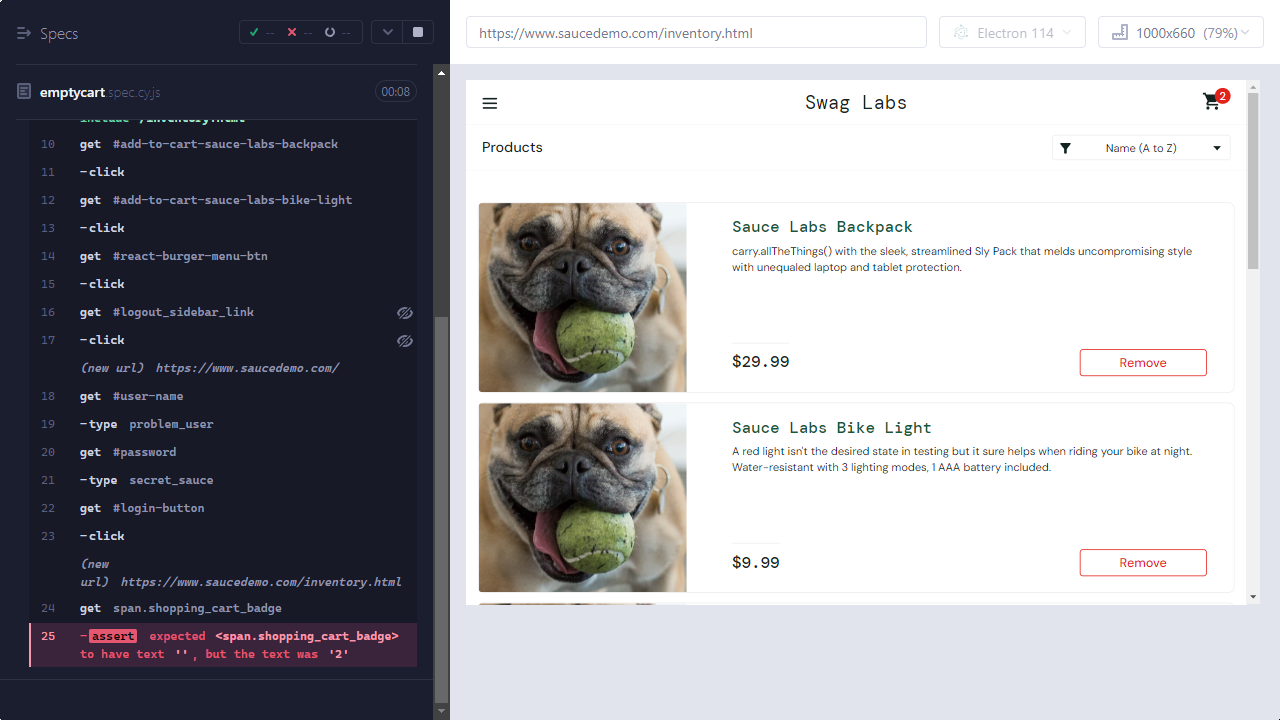 Specs
--
--
--
emptycart.spec.cy.js
00:08
include '/inventory.html'
10 get #add-to-cart-sauce-labs-backpack
11 -click
12 get #add-to-cart-sauce-labs-bike-light
13 -click
14 get #react-burger-menu-btn
15 -click
16 get #logout_sidebar_link
17 -click
(new url) https://www.saucedemo.com/
18 get #user-name
19 -type problem_user
20 get #password
21 -type secret_sauce
22 get #login-button
23 -click
(new
url) https://www.saucedemo.com/inventory.html
24 get span.shopping_cart_badge
25 -assert expected <span.shopping_cart_badge>
to have text '', but the text was '2'
https://www.saucedemo.com/inventory.html
Electron 114
1000x660 (79%)
Swag Labs
2
Products
Name (A to Z)
Sauce Labs Backpack
carry.allTheThings() with the sleek, streamlined Sly Pack that melds uncompromising style
with unequaled laptop and tablet protection.
$29.99
Remove
Sauce Labs Bike Light
A red light isn't the desired state in testing but it sure helps when riding your bike at night.
Water-resistant with 3 lighting modes, 1 AAA battery included.
$9.99
Remove